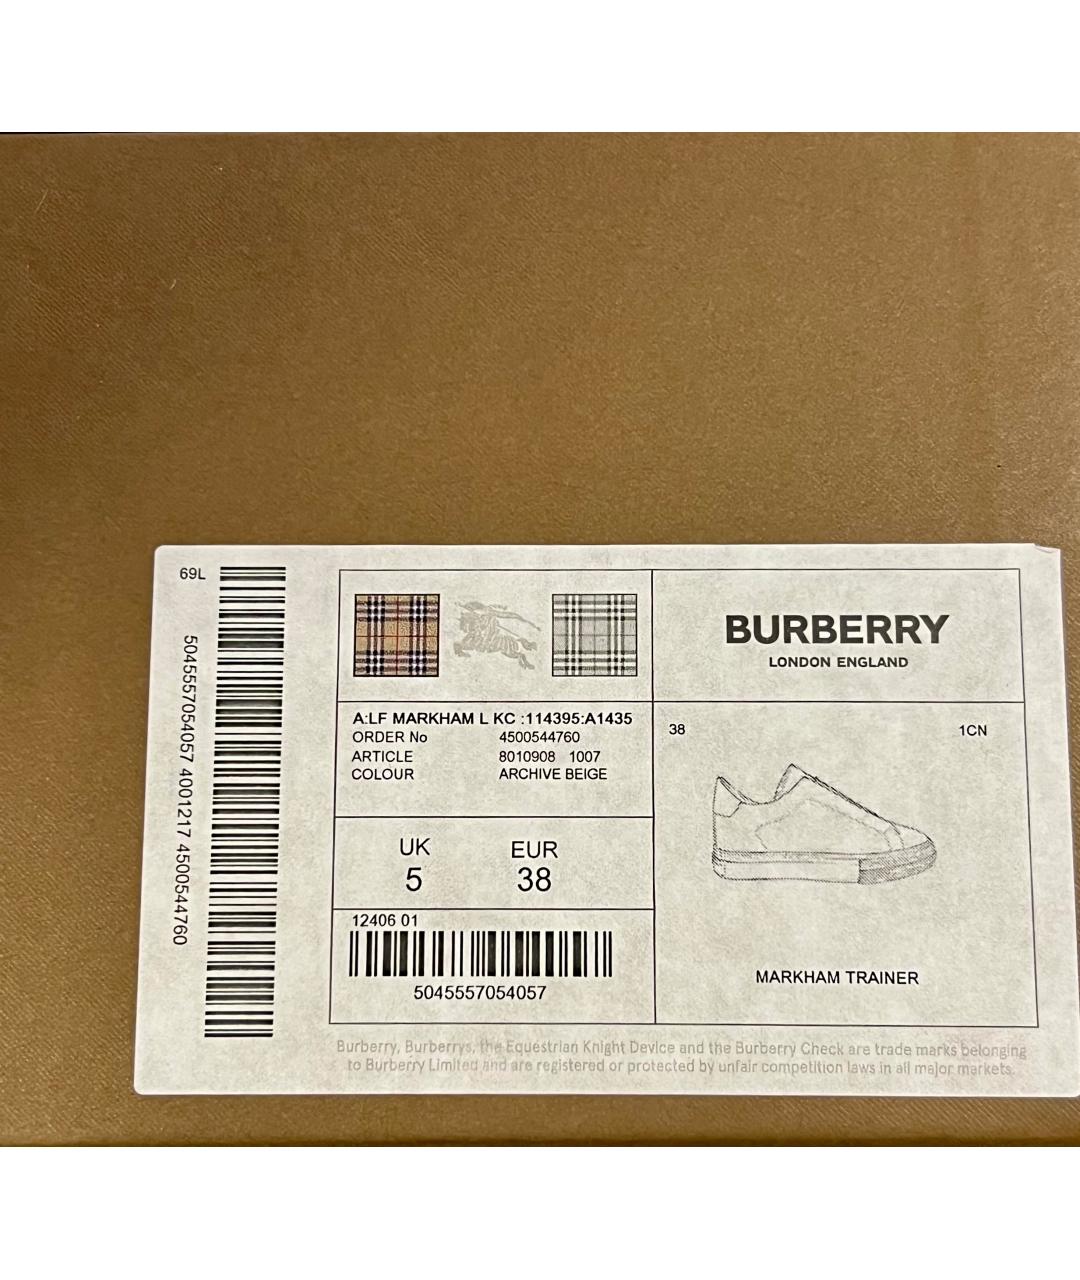 69L
5045557054057 4001217 4500544760
BURBERRY
LONDON ENGLAND
A:LF MARKHAM L KC :114395:A1435
ORDER No 4500544760
ARTICLE 8010908 1007
COLOUR ARCHIVE BEIGE
38 1CN
UK EUR
5 38
12406 01
5045557054057
MARKHAM TRAINER
Burberry, Burberrys, the Equestrian Knight Device and the Burberry Check are trade marks belonging
to Burberry Limited and are registered or protected by unfair competition laws in all major markets.